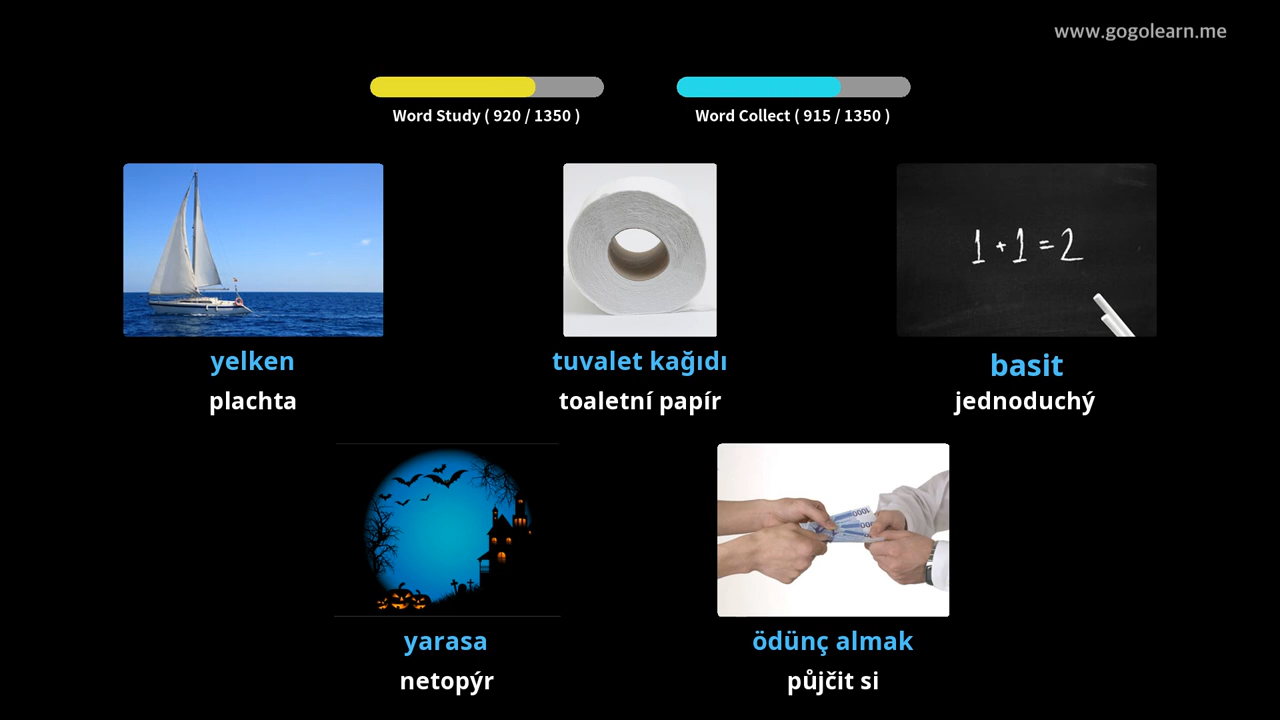 www.gogolearn.me
Word Study ( 920 / 1350 )
Word Collect ( 915 / 1350 )
1 + 1 = 2
yelken
tuvalet kağıdı
basit
plachta
toaletní papír
jednoduchý
1000
yarasa
ödünç almak
netopýr
půjčit si